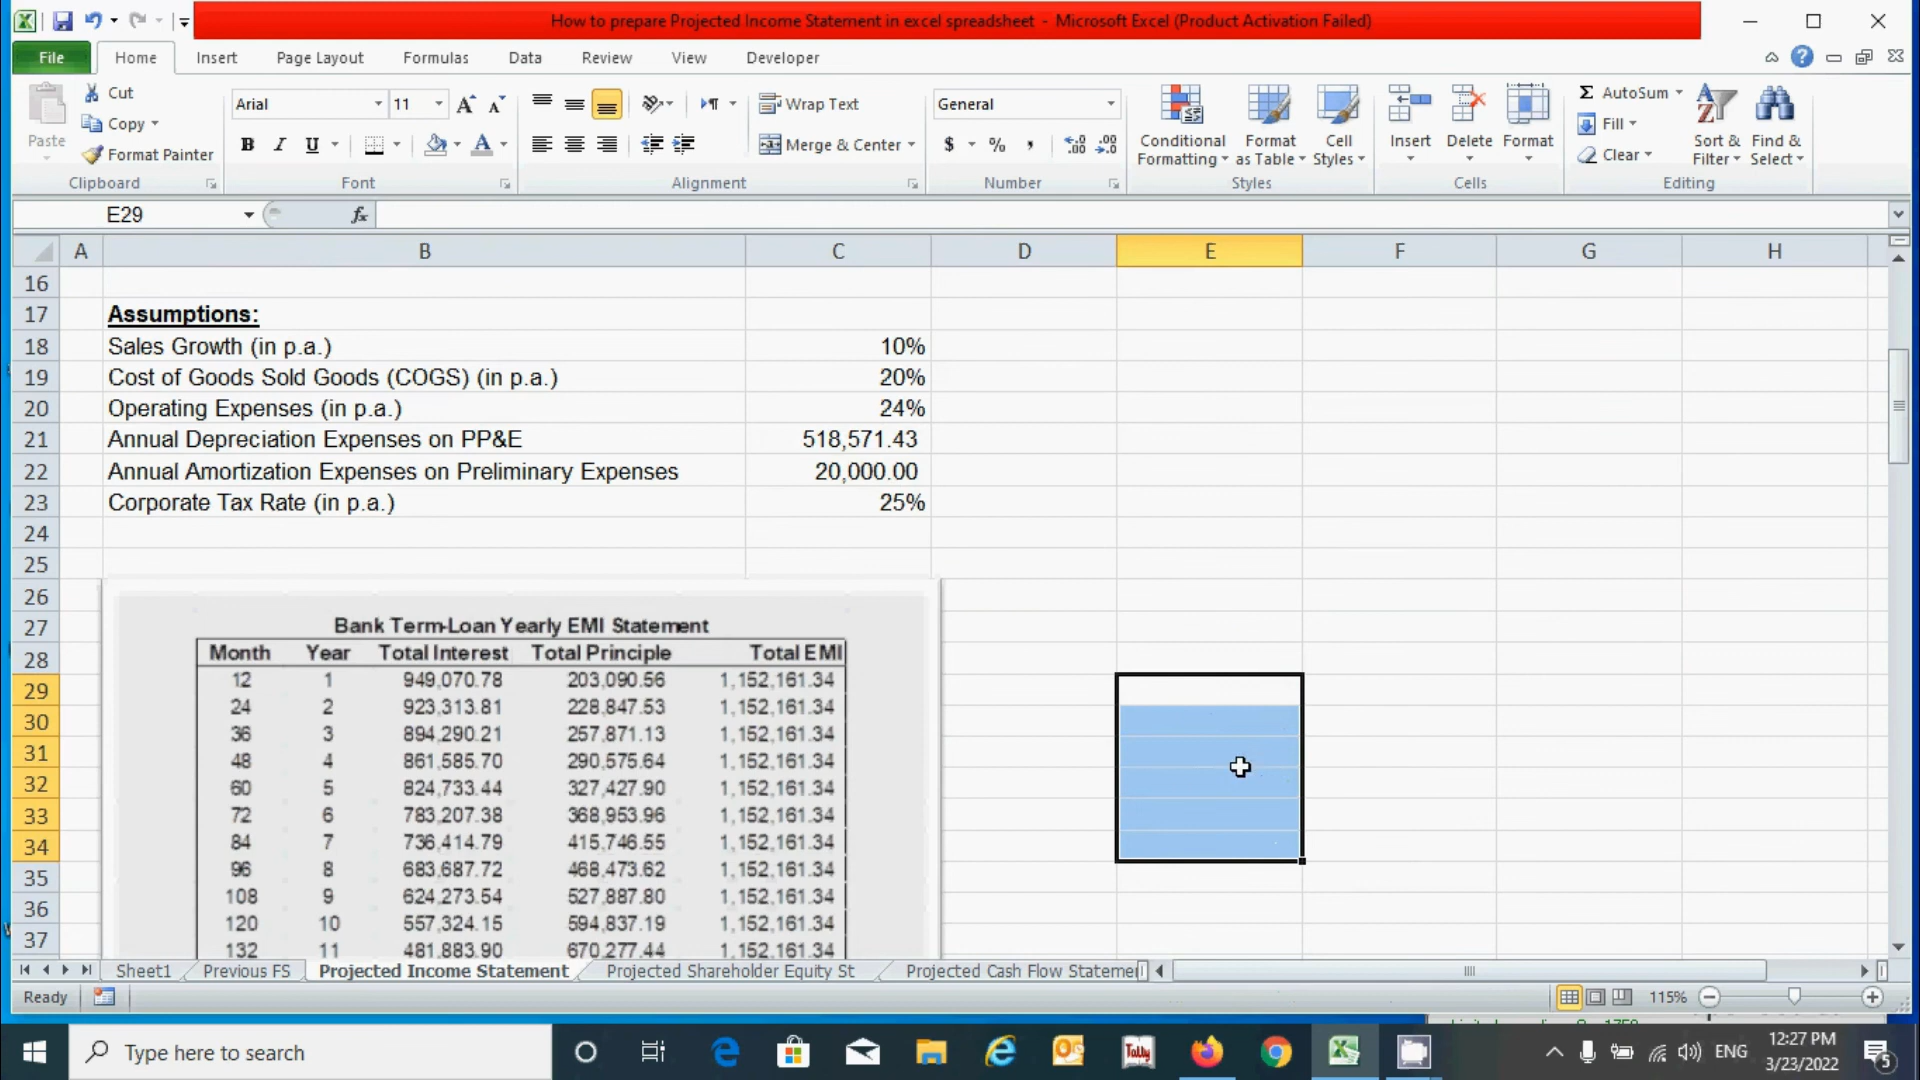 How to prepare Projected Income Statement in excel spreadsheet - Microsoft Excel (Product Activation Failed)
File Home Insert Page Layout Formulas Data Review View Developer
Paste
Cut
Copy
Format Painter
Clipboard
Arial 11
B I U
Font
Wrap Text
Merge & Center
Alignment
General
$ % ,
Number
Conditional Formatting
Format as Table
Cell Styles
Styles
Insert Delete Format
Cells
Σ AutoSum
Fill
Clear
Sort & Filter
Find & Select
Editing
E29 fx
A B C D E F G H
16
17 Assumptions:
18 Sales Growth (in p.a.) 10%
19 Cost of Goods Sold Goods (COGS) (in p.a.) 20%
20 Operating Expenses (in p.a.) 24%
21 Annual Depreciation Expenses on PP&E 518,571.43
22 Annual Amortization Expenses on Preliminary Expenses 20,000.00
23 Corporate Tax Rate (in p.a.) 25%
24
25
26
27 Bank Term-Loan Yearly EMI Statement
28 Month Year Total Interest Total Principle Total EMI
29 12 1 949,070.78 203,090.56 1,152,161.34
30 24 2 923,313.81 228,847.53 1,152,161.34
31 36 3 894,290.21 257,871.13 1,152,161.34
32 48 4 861,585.70 290,575.64 1,152,161.34
33 60 5 824,733.44 327,427.90 1,152,161.34
34 72 6 783,207.38 368,953.96 1,152,161.34
35 84 7 736,414.79 415,746.55 1,152,161.34
36 96 8 683,687.72 468,473.62 1,152,161.34
37 108 9 624,273.54 527,887.80 1,152,161.34
120 10 557,324.15 594,837.19 1,152,161.34
132 11 481,883.90 670,277.44 1,152,161.34
Sheet1 Previous FS Projected Income Statement Projected Shareholder Equity St Projected Cash Flow Statemen
Ready 115%
Type here to search
Tally
ENG
12:27 PM
3/23/2022
5